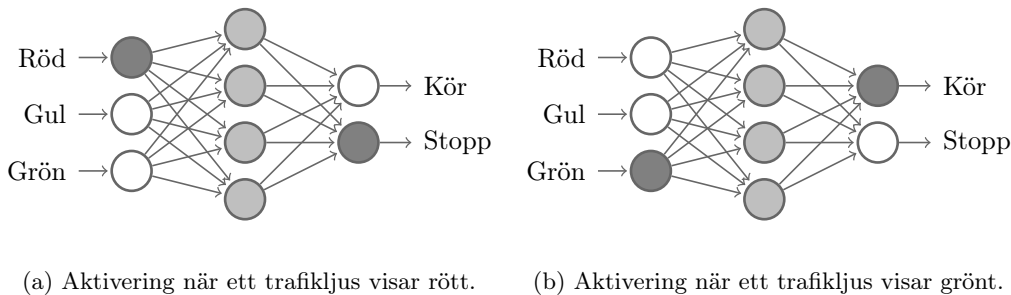 Röd
Gul
Grön
Kör
Stopp
Röd
Gul
Grön
Kör
Stopp
(a) Aktivering när ett trafikljus visar rött.
(b) Aktivering när ett trafikljus visar grönt.